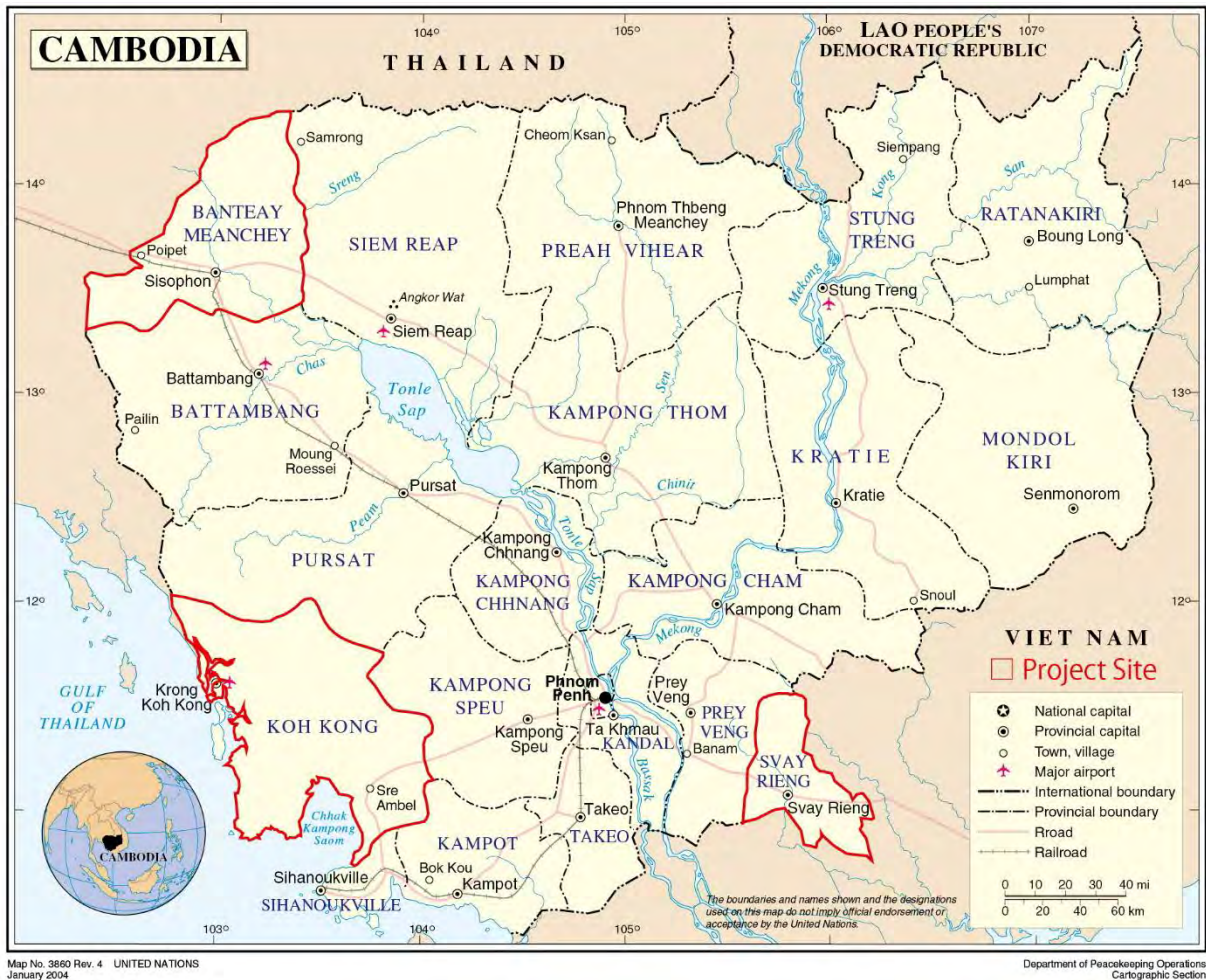 CAMBODIA
THAILAND
LAO PEOPLE'S
DEMOCRATIC REPUBLIC
104
105
106
107
14
14
13
13
12
12
103
104
105
Samrong
Cheom Ksan
Siempang
Sreng
Kong
San
BANTEAY
MEANCHEY
Phnom Thbeng
Meanchey
STUNG
TRENG
RATANAKIRI
SIEM REAP
PREAH VIHEAR
Boung Long
Poipet
Sisophon
Mekong
Stung Treng
Lumphat
Angkor Wat
Siem Reap
Battambang
Chas
Tonle
Sap
Sen
BATTAMBANG
KAMPONG THOM
Pailin
Moung
Roessei
Kampong
Thom
KRATIE
MONDOL
KIRI
Pursat
Chinit
Kratie
Senmonorom
Peam
Kampong
Chhnang
Tonle
Sap
PURSAT
KAMPONG
CHHNANG
KAMPONG CHAM
Kampong Cham
Snoul
Mekong
VIET NAM
Project Site
GULF
OF
THAILAND
Krong
Koh Kong
KOH KONG
KAMPONG
SPEU
Phnom
Penh
Prey
Veng
PREY
VENG
Kampong
Speu
Ta Khmau
KANDAL
Banam
SVAY
RIENG
Svay Rieng
Bassak
Sre
Ambel
Chhak
Kampong
Saom
Takeo
TAKEO
KAMPOT
Bok Kou
Kampot
Sihanoukville
SIHANOUKVILLE
CAMBODIA
National capital
Provincial capital
Town, village
Major airport
International boundary
Provincial boundary
Rroad
Railroad
0 10 20 30 40 mi
0 20 40 60 km
The boundaries and names shown and the designations
used on this map do not imply official endorsement or
acceptance by the United Nations.
Map No. 3860 Rev. 4 UNITED NATIONS
January 2004
Department of Peacekeeping Operations
Cartographic Section